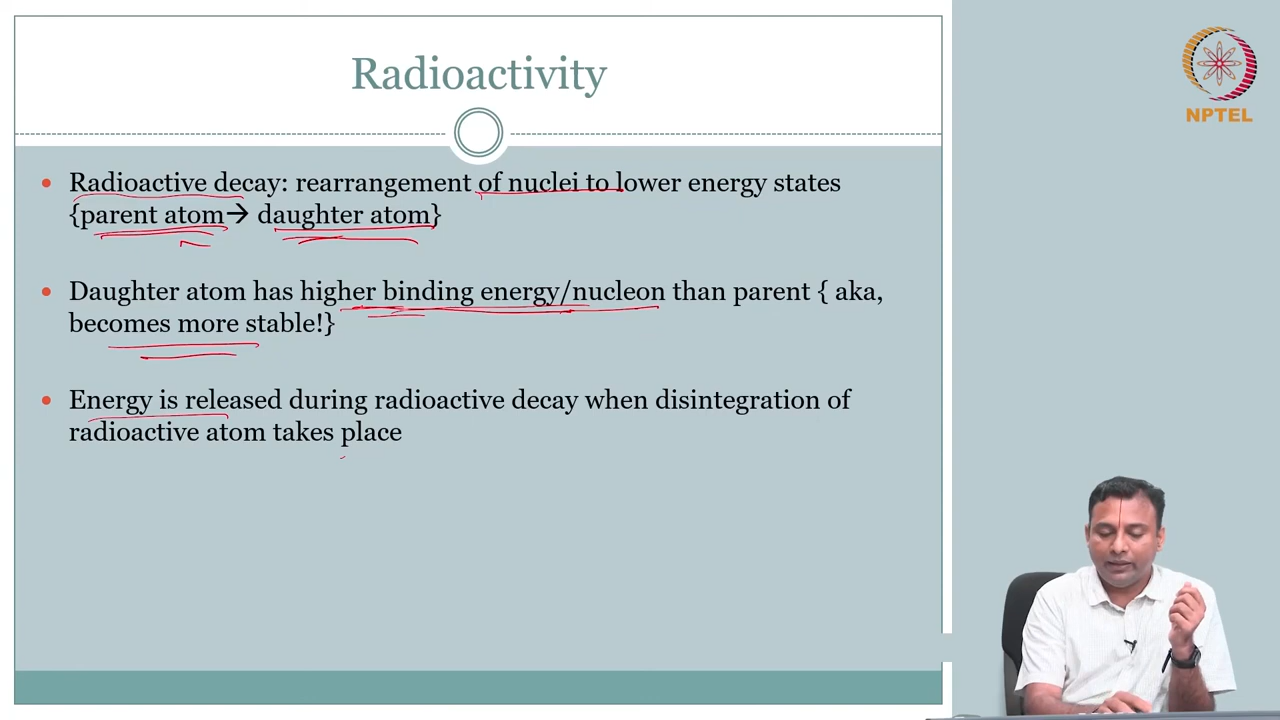 Radioactivity
NPTEL
Radioactive decay: rearrangement of nuclei to lower energy states
{parent atom→ daughter atom}
Daughter atom has higher binding energy/nucleon than parent { aka,
becomes more stable!}
Energy is released during radioactive decay when disintegration of
radioactive atom takes place